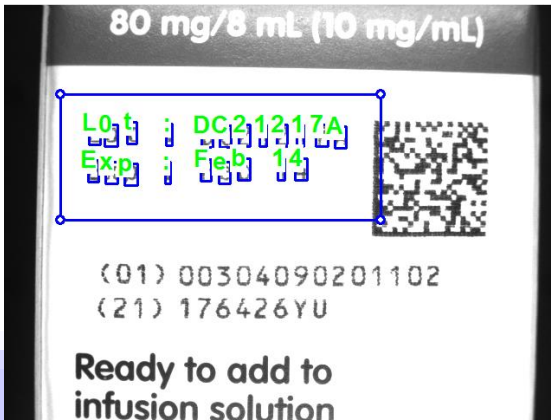 80 mg/8 mL (10 mg/mL)
L0t : DC21217A
Exp : Feb 14
(01) 00304090201102
(21) 176426YU
Ready to add to
infusion solution